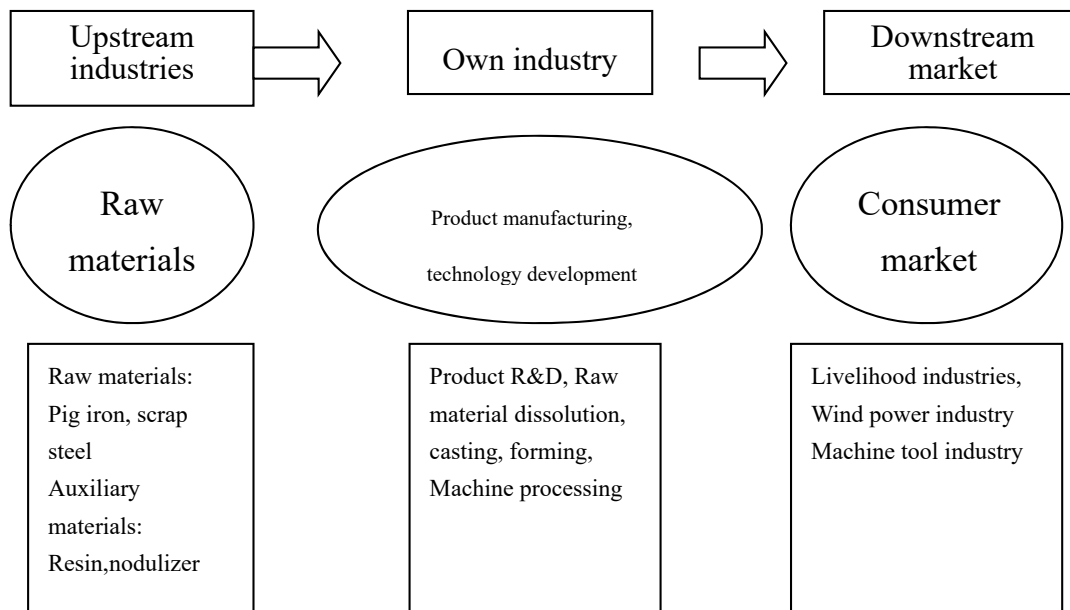 Upstream
industries
Own industry
Downstream
market
Raw
materials
Product manufacturing,
technology development
Consumer
market
Raw materials:
Pig iron, scrap
steel
Auxiliary
materials:
Resin,nodulizer
Product R&D, Raw
material dissolution,
casting, forming,
Machine processing
Livelihood industries,
Wind power industry
Machine tool industry